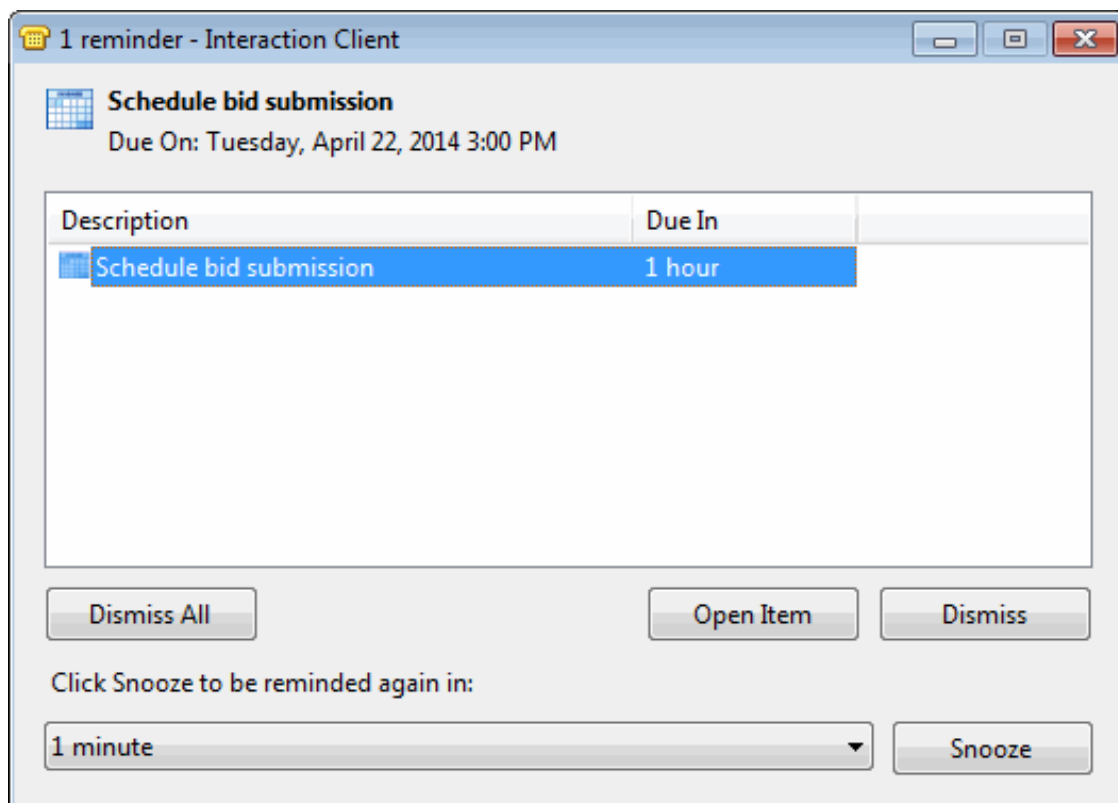 1 reminder - Interaction Client
Schedule bid submission
Due On: Tuesday, April 22, 2014 3:00 PM
Description Due In
Schedule bid submission 1 hour
Dismiss All Open Item Dismiss
Click Snooze to be reminded again in:
1 minute Snooze